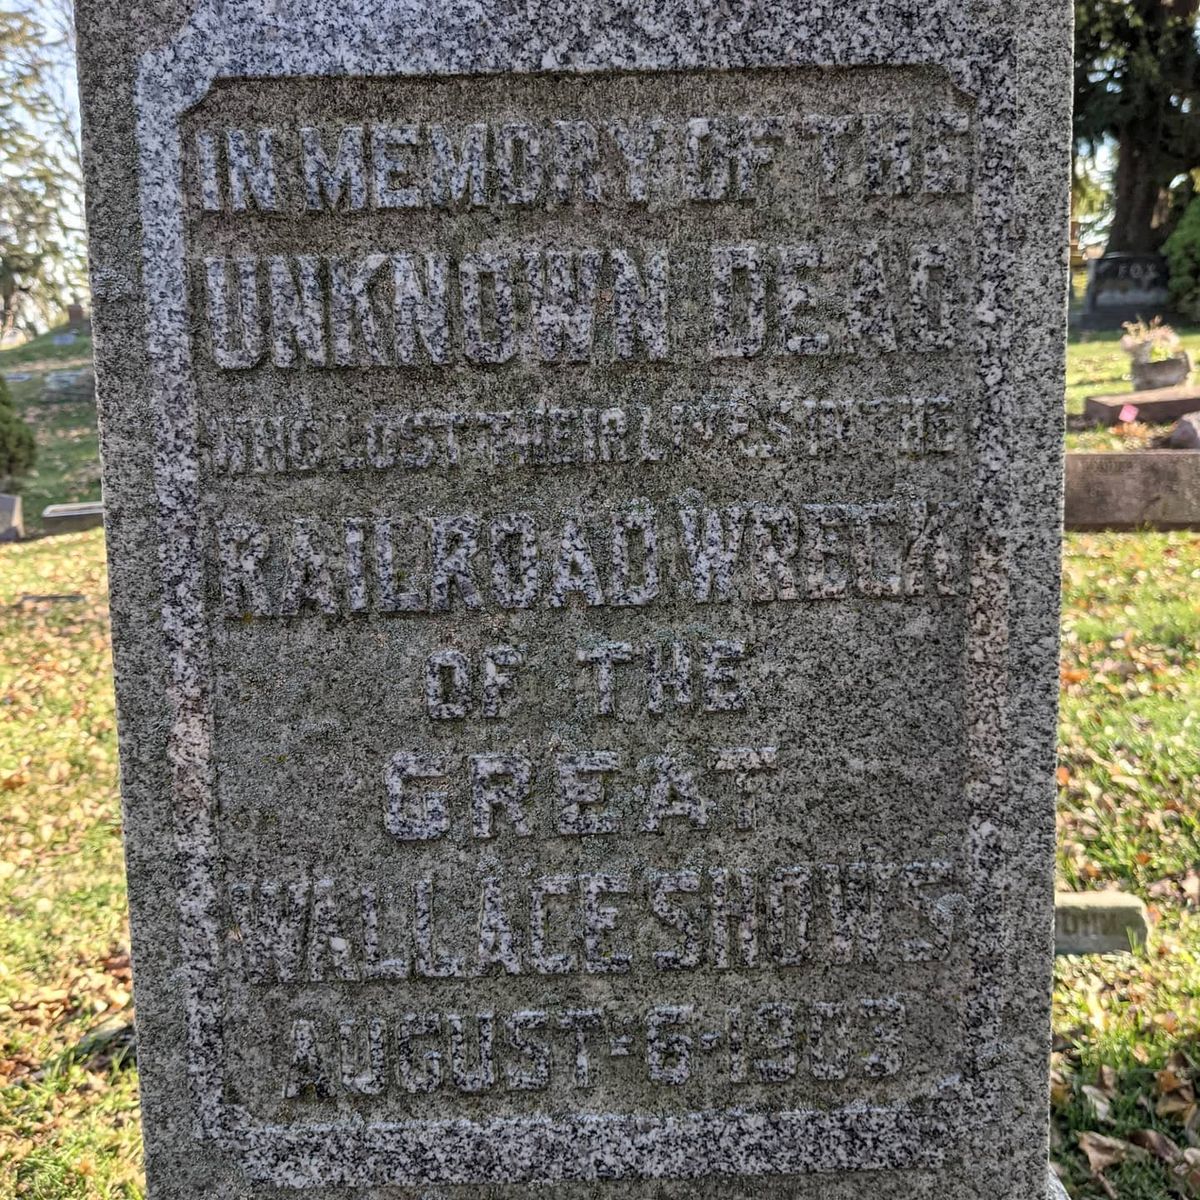 IN MEMORY OF THE
UNKNOWN DEAD
WHO LOST THEIR LIVES IN THE
RAILROAD WRECK
OF THE
GREAT
WALLACE SHOWS
AUGUST-6-1903
FOX